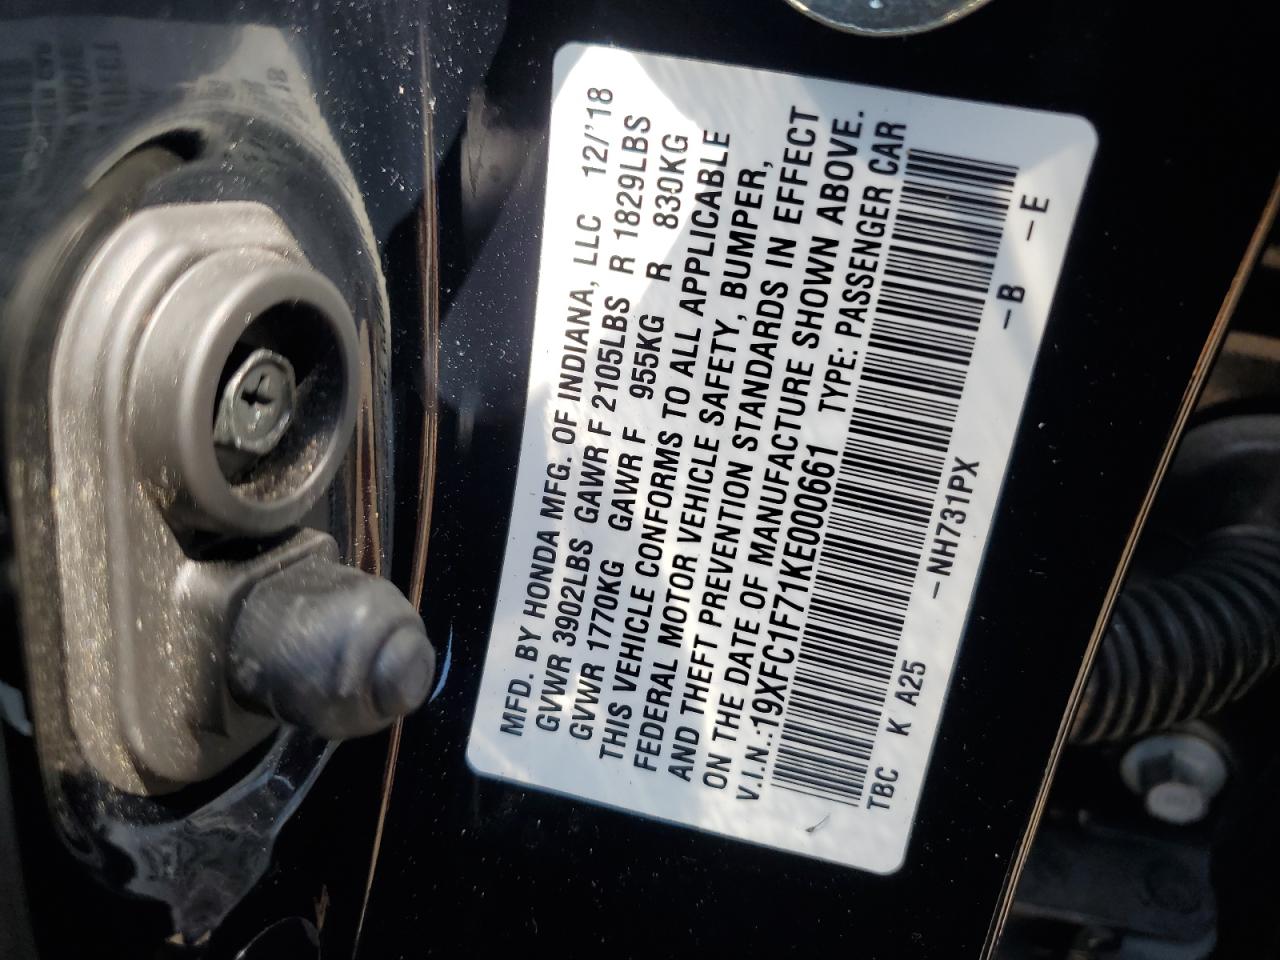 MFD. BY HONDA MFG. OF INDIANA, LLC 12/'18
GVWR 3902LBS GAWR F 2105LBS R 1829LBS
GVWR 1770KG GAWR F 955KG R 830KG
THIS VEHICLE CONFORMS TO ALL APPLICABLE
FEDERAL MOTOR VEHICLE SAFETY, BUMPER,
AND THEFT PREVENTION STANDARDS IN EFFECT
ON THE DATE OF MANUFACTURE SHOWN ABOVE.
V.I.N.:19XFC1F71KE000661 TYPE: PASSENGER CAR
TBC K A25 -NH731PX -B -E